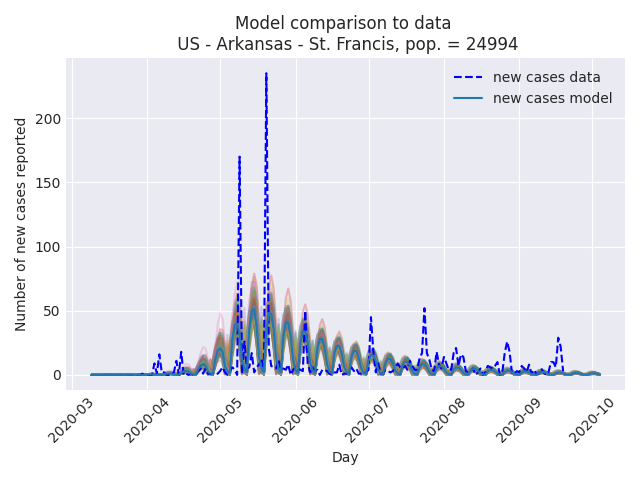 Model comparison to data
US - Arkansas - St. Francis, pop. = 24994
new cases data
new cases model
Number of new cases reported
200
150
100
50
0
2020-03
2020-04
2020-05
2020-06
2020-07
2020-08
2020-09
2020-10
Day